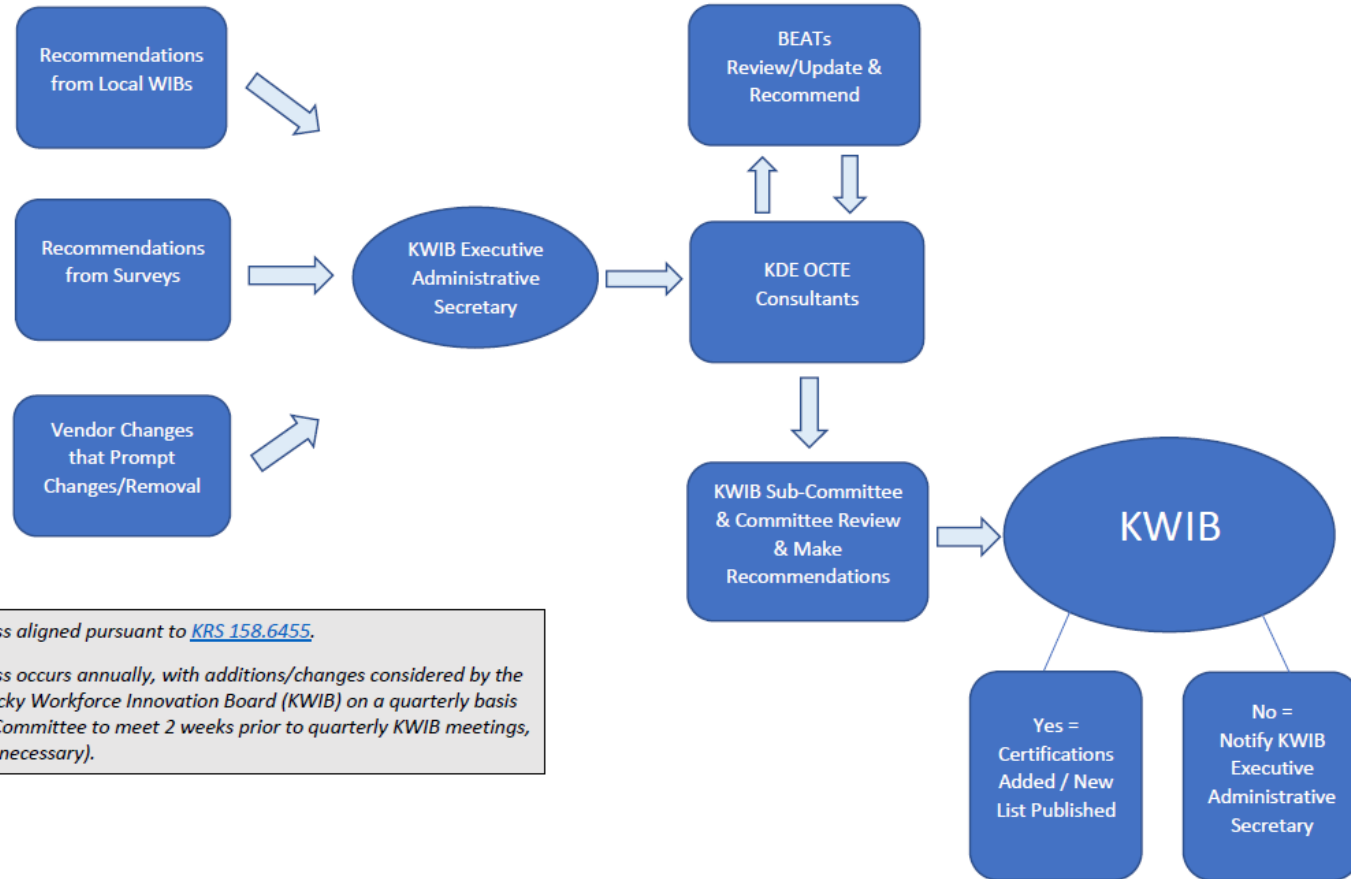 Recommendations
from Local WIBs
Recommendations
from Surveys
Vendor Changes
that Prompt
Changes/Removal
KWIB Executive
Administrative
Secretary
BEATs
Review/Update &
Recommend
KDE OCTE
Consultants
KWIB Sub-Committee
& Committee Review
& Make
Recommendations
KWIB
Yes =
Certifications
Added / New
List Published
No =
Notify KWIB
Executive
Administrative
Secretary
ss aligned pursuant to KRS 158.6455.
ss occurs annually, with additions/changes considered by the
cky Workforce Innovation Board (KWIB) on a quarterly basis
Committee to meet 2 weeks prior to quarterly KWIB meetings,
necessary).